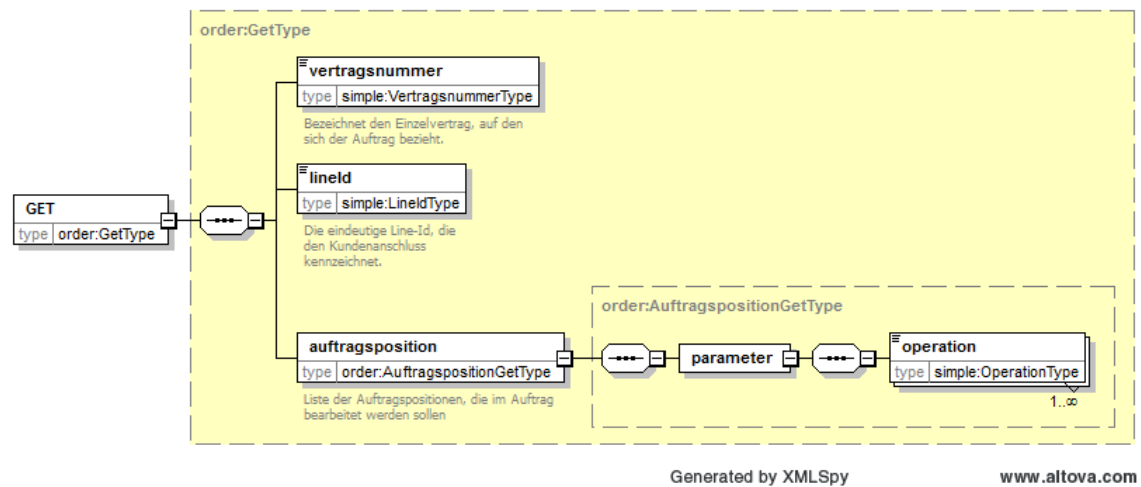 order:GetType
vertragsnummer
type simple:VertragsnummerType
Bezeichnet den Einzelvertrag, auf den
sich der Auftrag bezieht.
lineId
type simple:LineIdType
Die eindeutige Line-Id, die
den Kundenanschluss
kennzeichnet.
GET
type order:GetType
order:AuftragspositionGetType
auftragsposition
type order:AuftragspositionGetType
Liste der Auftragspositionen, die im Auftrag
bearbeitet werden sollen
parameter
operation
type simple:OperationType
1..∞
Generated by XMLSpy
www.altova.com